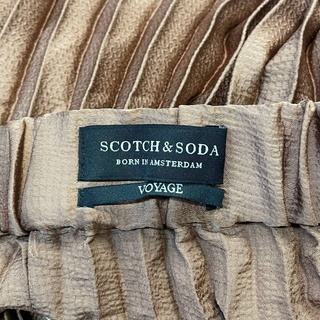 SCOTCH & SODA
BORN IN AMSTERDAM
VOYAGE